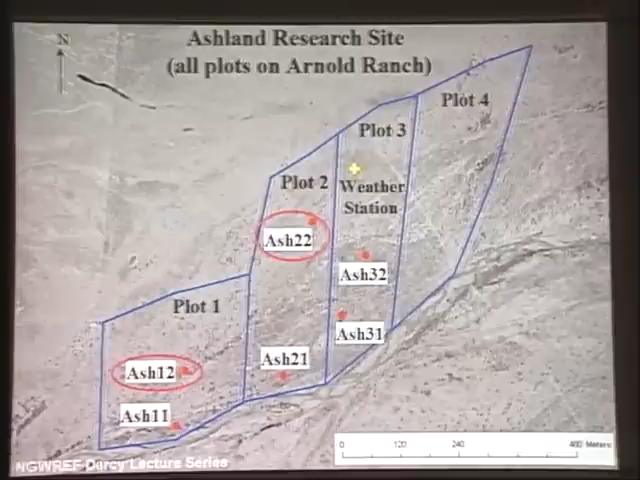 N
Ashland Research Site
(all plots on Arnold Ranch)
Plot 4
Plot 3
Plot 2
Weather
Station
Ash22
Ash32
Plot 1
Ash31
Ash21
Ash12
Ash11
0 120 240 480 Meters
NGWREF Darcy Lecture Series